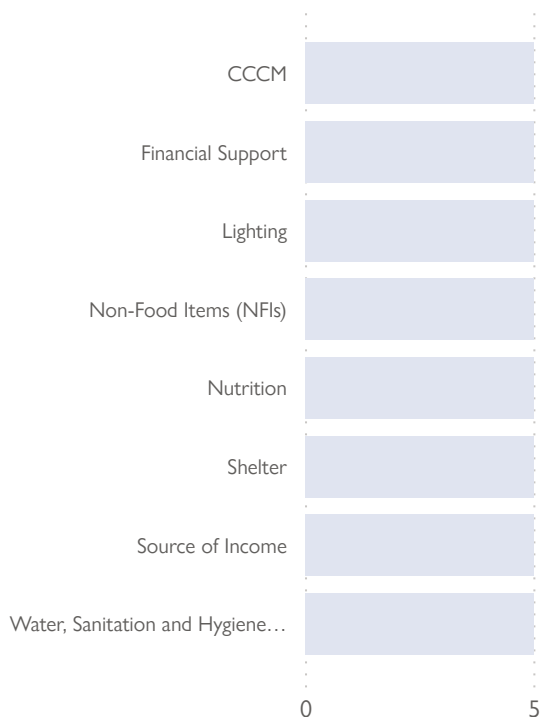 CCCM
Financial Support
Lighting
Non-Food Items (NFIs)
Nutrition
Shelter
Source of Income
Water, Sanitation and Hygiene…
0 5